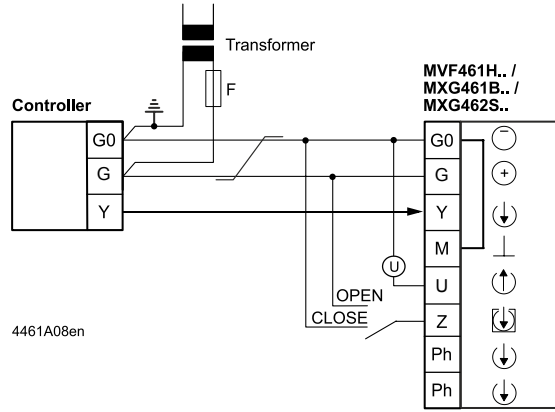 Transformer
F
MVF461H.. /
MXG461B.. /
MXG462S..
Controller
G0
G
Y
G0
G
Y
M
U
U
Z
Ph
Ph
OPEN
CLOSE
4461A08en